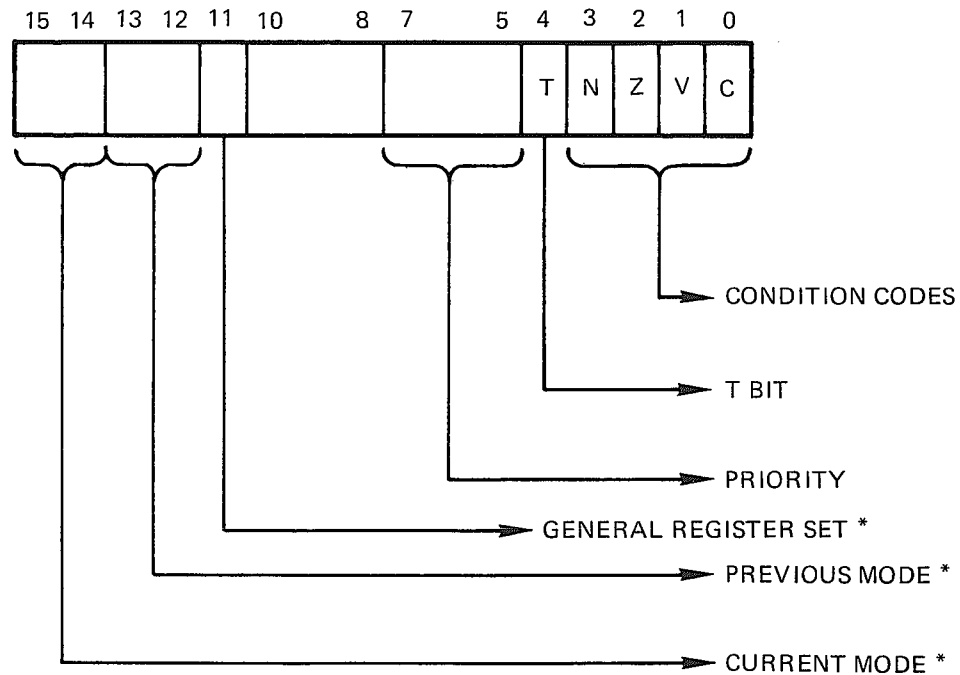 15 14 13 12 11 10 8 7 5 4 3 2 1 0
T N Z V C
CONDITION CODES
T BIT
PRIORITY
GENERAL REGISTER SET *
PREVIOUS MODE *
CURRENT MODE *